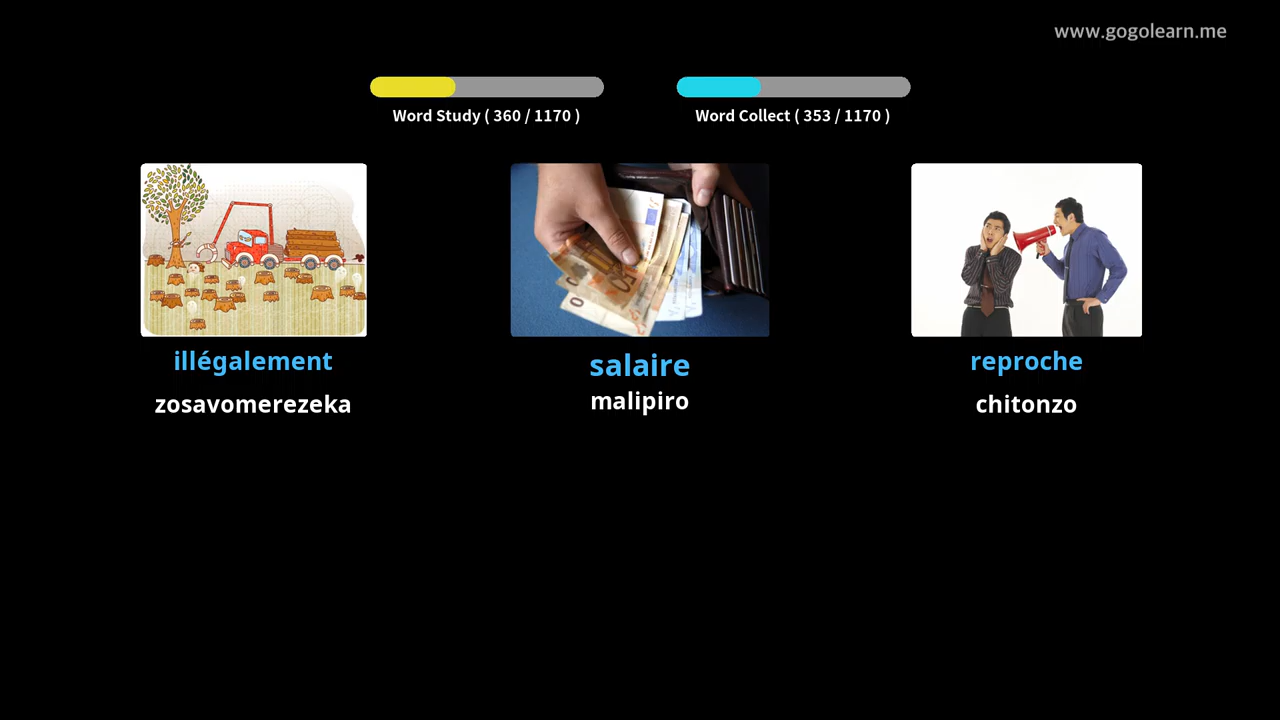 www.gogolearn.me
Word Study ( 360 / 1170 )
Word Collect ( 353 / 1170 )
illégalement
zosavomerezeka
salaire
malipiro
reproche
chitonzo